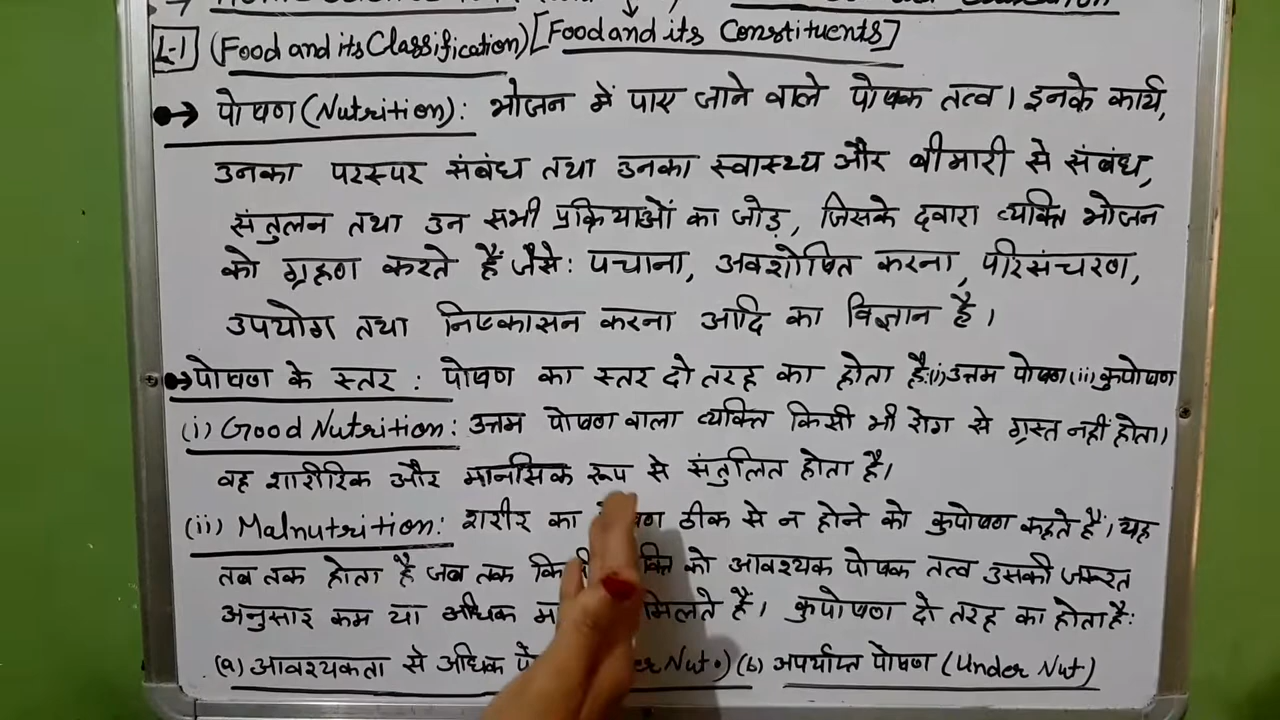 L-1 (Food and its Classification) [Food and its Constituents]
पोषण (Nutrition): भोजन में पाए जाने वाले पोषक तत्व। इनके कार्य,
उनका परस्पर संबंध तथा उनका स्वास्थ्य और बीमारी से संबंध,
संतुलन तथा उन सभी प्रक्रियाओं का जोड़, जिसके द्वारा व्यक्ति भोजन
को ग्रहण करते हैं जैसे: पचाना, अवशोषित करना, परिसंचरण,
उपयोग तथा निष्कासन करना आदि का विज्ञान है।
पोषण के स्तर : पोषण का स्तर दो तरह का होता है:(i) उत्तम पोषण (ii) कुपोषण
(i) Good Nutrition: उत्तम पोषण वाला व्यक्ति किसी भी रोग से ग्रस्त नहीं होता।
वह शारीरिक और मानसिक रूप से संतुलित होता है।
(ii) Malnutrition: शरीर का ठीक से न होने को कुपोषण कहते हैं। यह
तब तक होता है जब तक को आवश्यक पोषक तत्व उसकी जरूरत
अनुसार कम या अधिक मिलते है। कुपोषण दो तरह का होता है:
(a) आवश्यकता से अधिक Nut.) (b) अपर्याप्त पोषण (Under Nut)